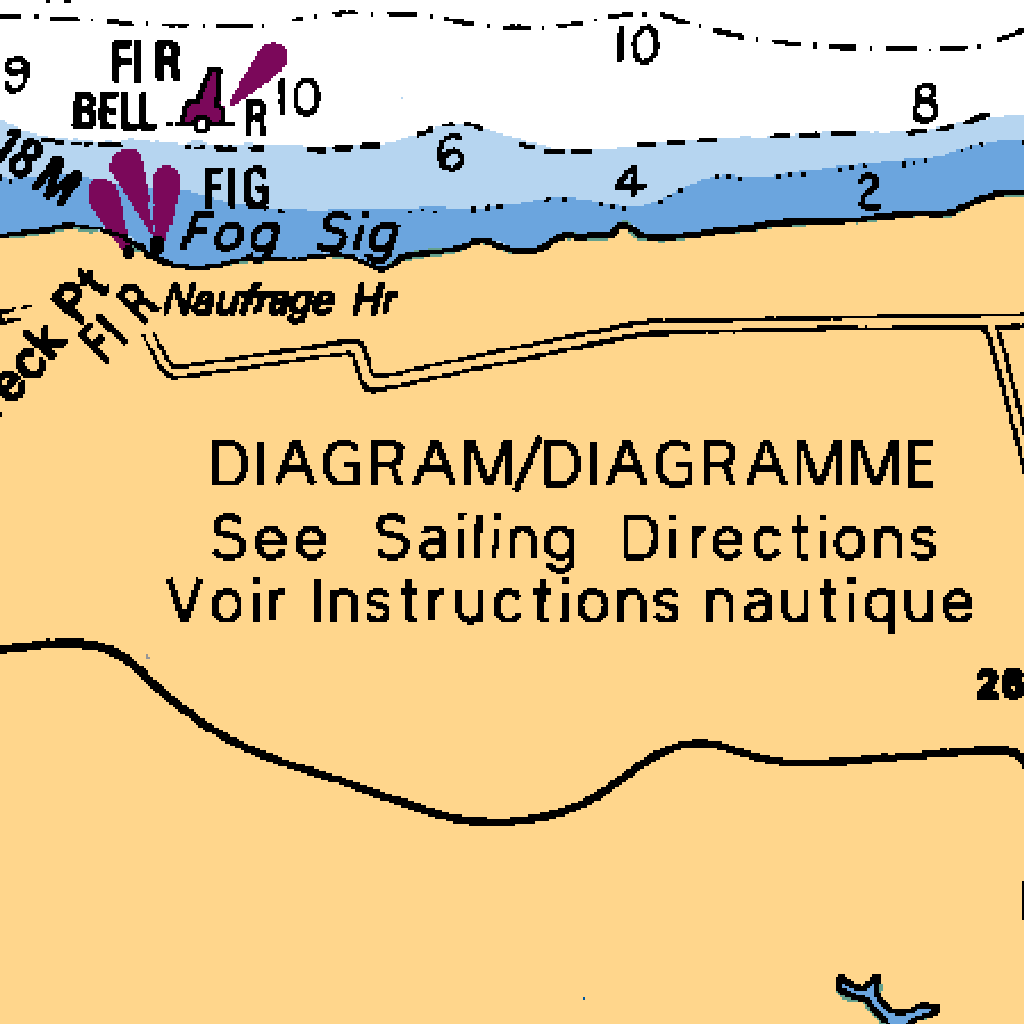 10
9
Fl R
BELL
R
10
8
18M
6
Fl G
4
2
Fog Sig
eck Pt
Fl R
Naufrage Hr
DIAGRAM/DIAGRAMME
See Sailing Directions
Voir Instructions nautique
26